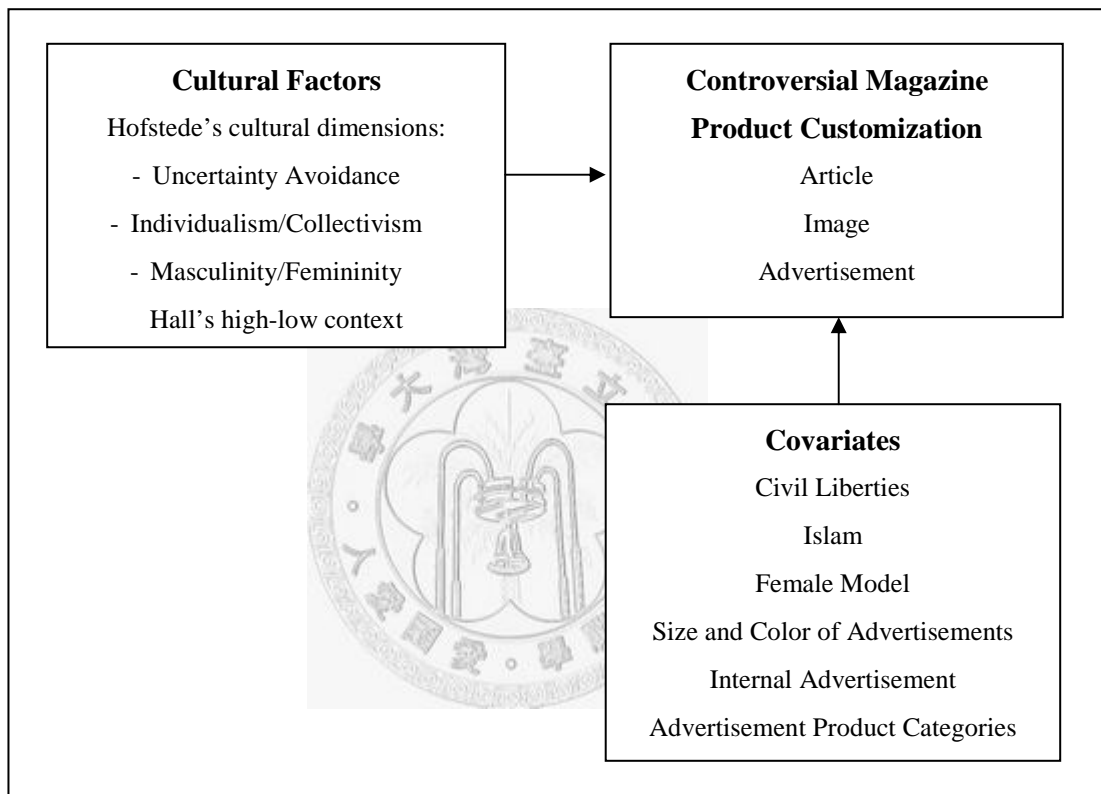 Cultural Factors
Hofstede’s cultural dimensions:
- Uncertainty Avoidance
- Individualism/Collectivism
- Masculinity/Femininity
Hall’s high-low context
Controversial Magazine
Product Customization
Article
Image
Advertisement
Covariates
Civil Liberties
Islam
Female Model
Size and Color of Advertisements
Internal Advertisement
Advertisement Product Categories